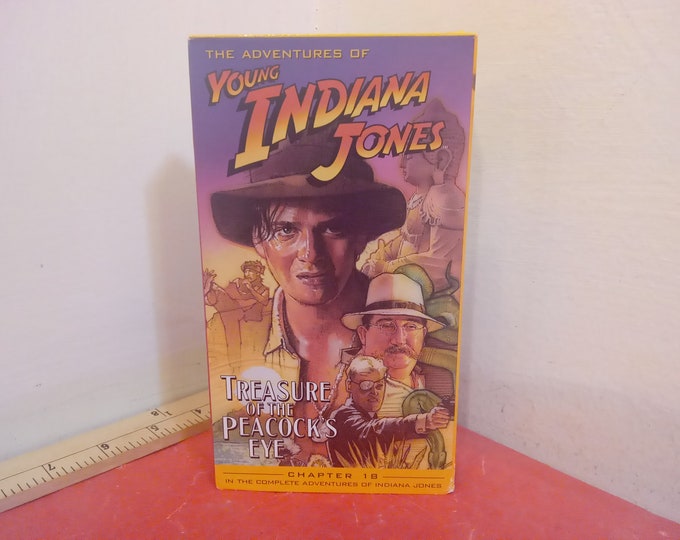 THE ADVENTURES OF
YOUNG
INDIANA
JONES
TREASURE
OF THE
PEACOCK'S
EYE
CHAPTER 18
IN THE COMPLETE ADVENTURES OF INDIANA JONES
7